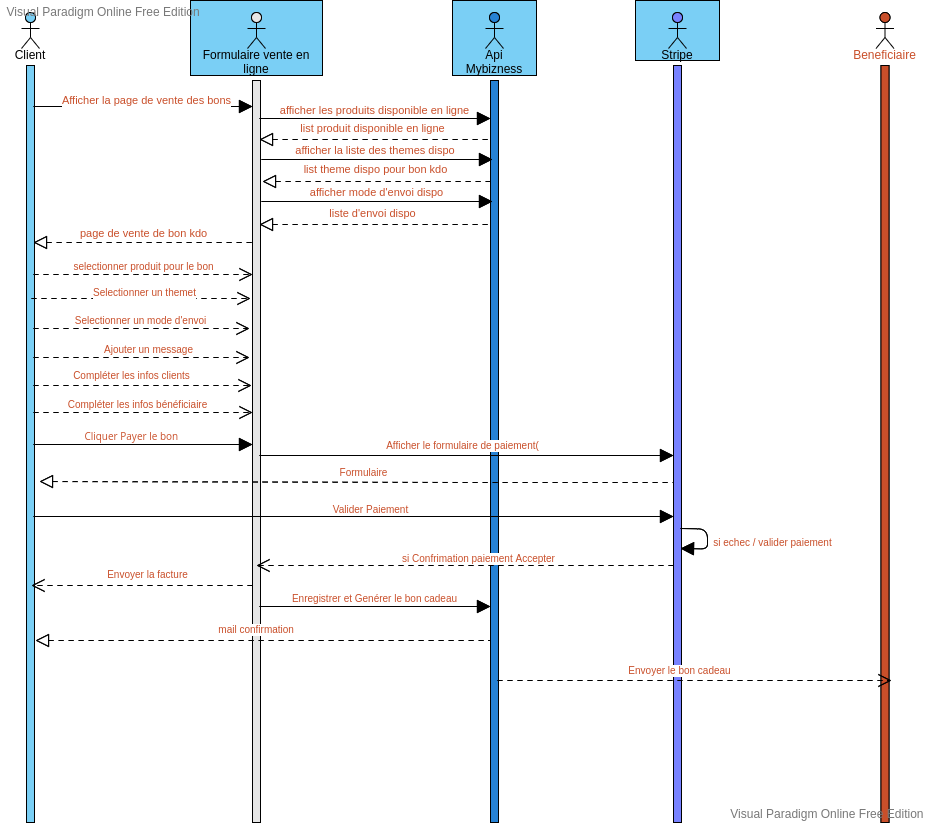 Visual Paradigm Online Free Edition
Client
Formulaire vente en
ligne
Api
Mybizness
Stripe
Beneficiaire
Afficher la page de vente des bons
afficher les produits disponible en ligne
list produit disponible en ligne
afficher la liste des themes dispo
list theme dispo pour bon kdo
afficher mode d'envoi dispo
liste d'envoi dispo
page de vente de bon kdo
selectionner produit pour le bon
Selectionner un themet
Selectionner un mode d'envoi
Ajouter un message
Compléter les infos clients
Compléter les infos bénéficiaire
Cliquer Payer le bon
Afficher le formulaire de paiement(
Formulaire
Valider Paiement
si echec / valider paiement
si Confrimation paiement Accepter
Envoyer la facture
Enregistrer et Genérer le bon cadeau
mail confirmation
Envoyer le bon cadeau
Visual Paradigm Online Free Edition